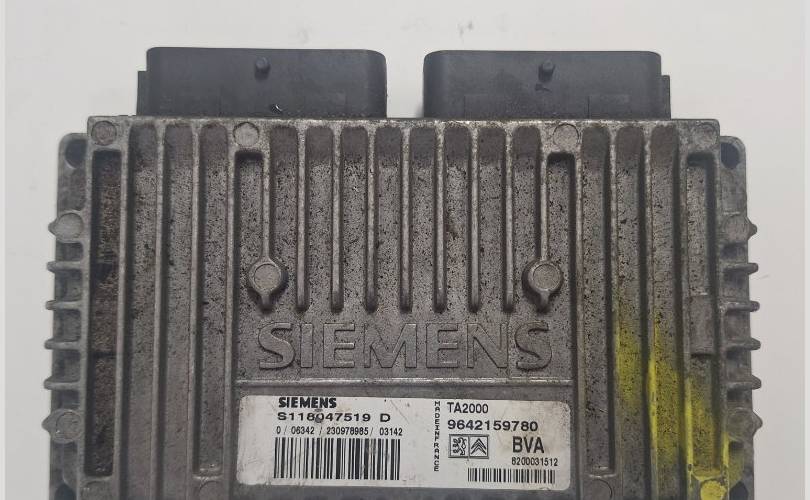 SIEMENS
SIEMENS
S118047519 D
0 / 06342 / 230978985 / 03142
MADE IN FRANCE
TA2000
9642159780
BVA
8200031512